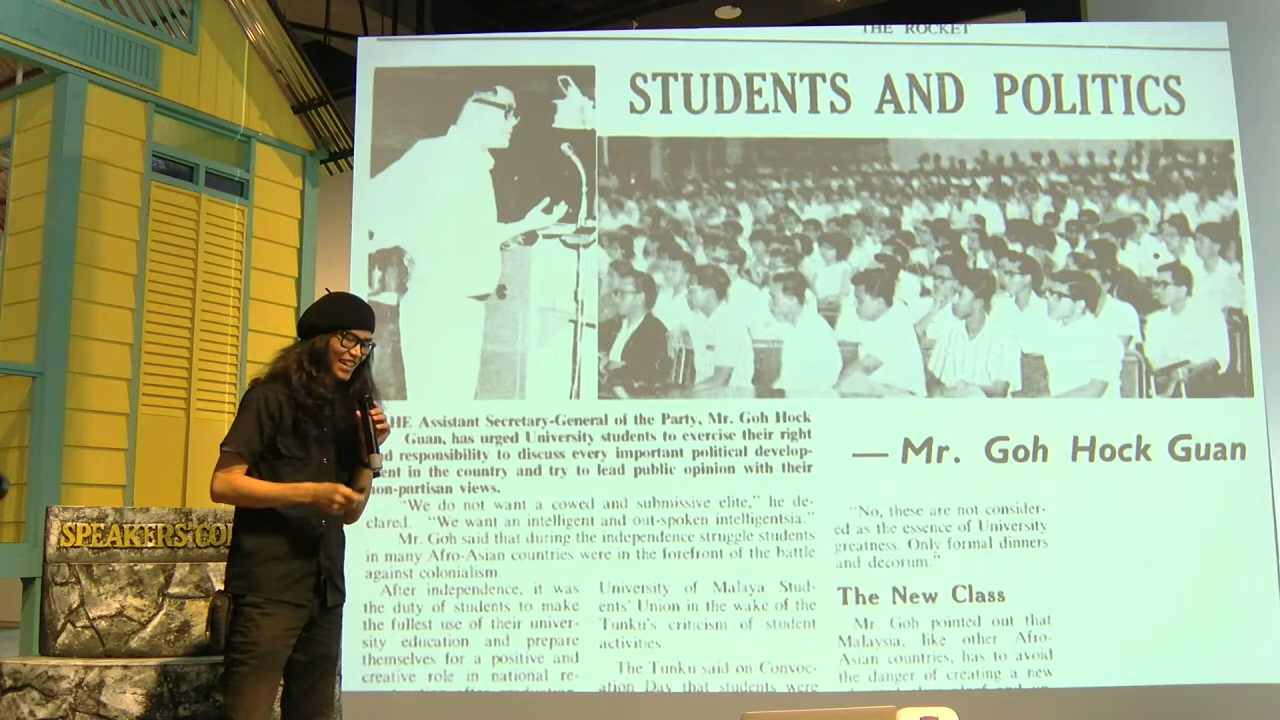 THE ROCKET
STUDENTS AND POLITICS
HE Assistant Secretary-General of the Party, Mr. Goh Hock
Guan, has urged University students to exercise their right
responsibility to discuss every important political develop-
ent in the country and try to lead public opinion with their
non-partisan views.
"We do not want a cowed and submissive elite," he de-
clared. "We want an intelligent and out-spoken intelligentsia."
Mr. Goh said that during the independence struggle students
in many Afro-Asian countries were in the forefront of the battle
against colonialism
After independence, it was
the duty of students to make
the fullest use of their univer-
sity education and prepare
themselves for a positive and
creative role in national re-
University of Malaya Stud-
ents' Union in the wake of the
Tunku's criticism of student
activities.
The Tunku said on Convoc-
ation Day that students were
— Mr. Goh Hock Guan
"No, these are not consider-
ed as the essence of University
greatness. Only formal dinners
and decorum."
The New Class
Mr. Goh pointed out that
Malaysia, like other Afro-
Asian countries, has to avoid
the danger of creating a new
SPEAKERS' CO